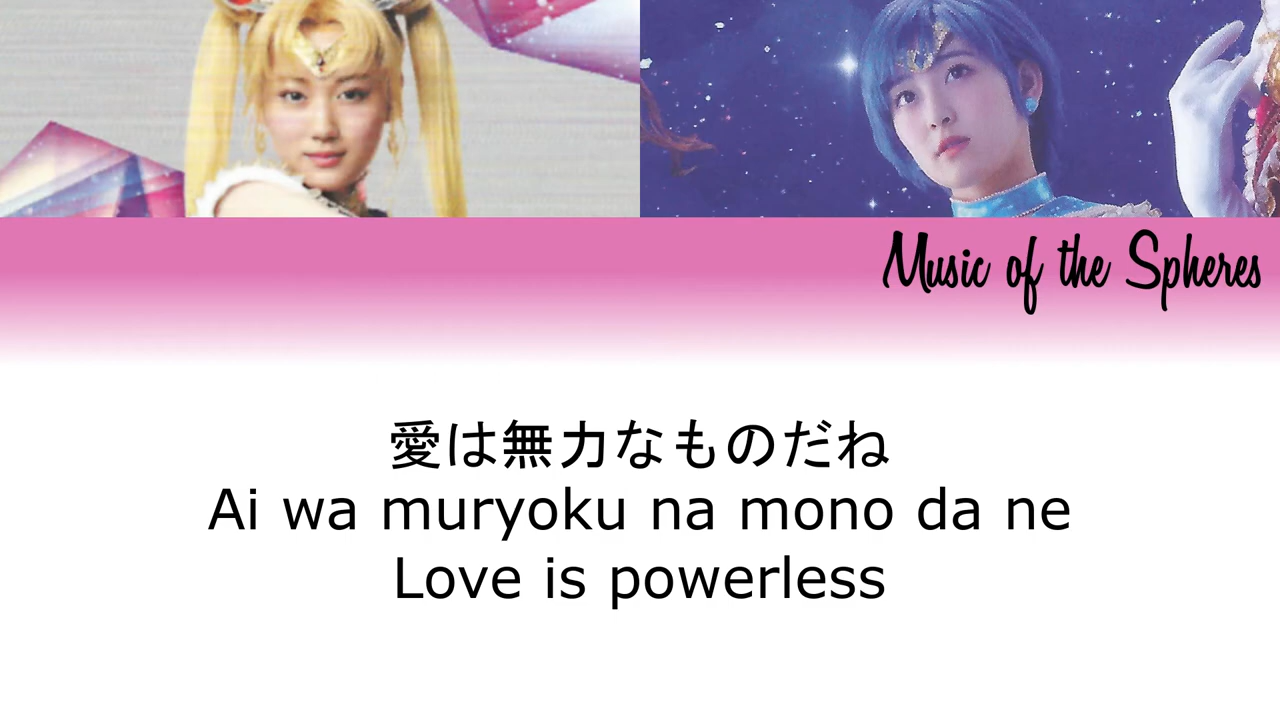 Music of the Spheres
愛は無力なものだね
Ai wa muryoku na mono da ne
Love is powerless